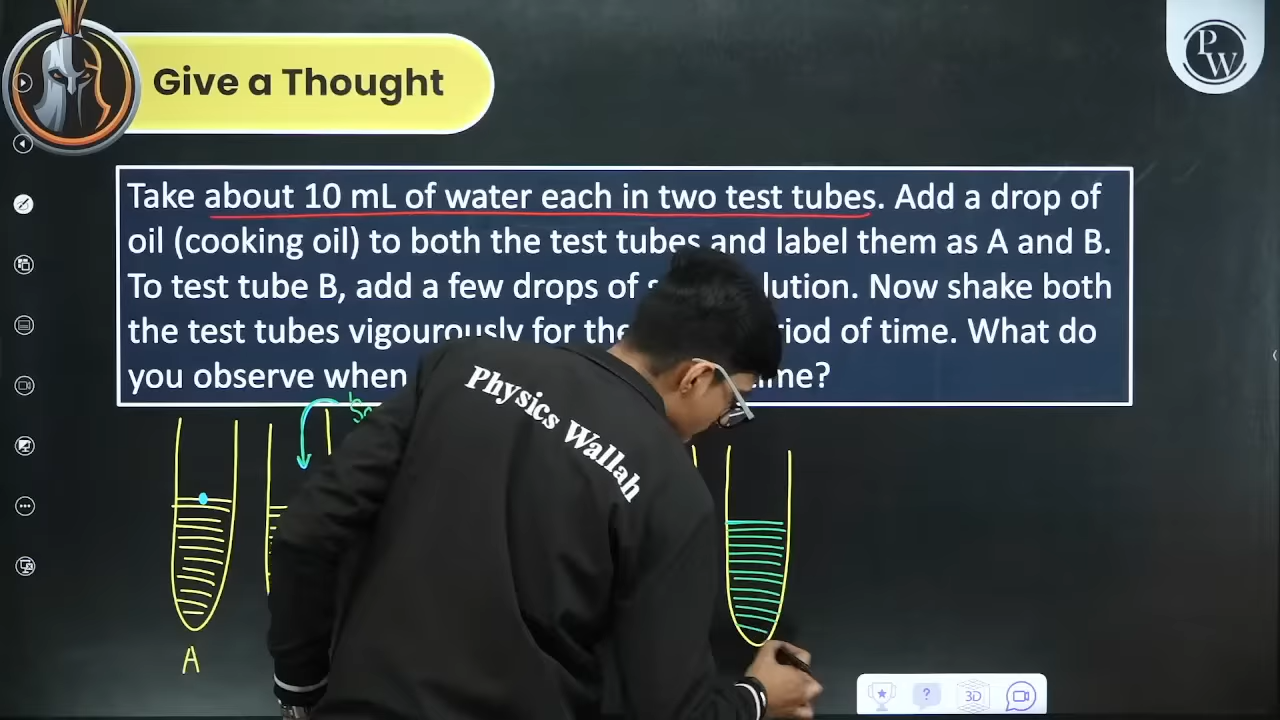 Give a Thought
PW
Take about 10 mL of water each in two test tubes. Add a drop of
oil (cooking oil) to both the test tubes and label them as A and B.
To test tube B, add a few drops of lution. Now shake both
the test tubes vigourously for the riod of time. What do
you observe when me?
Physics Wallah
A
3D